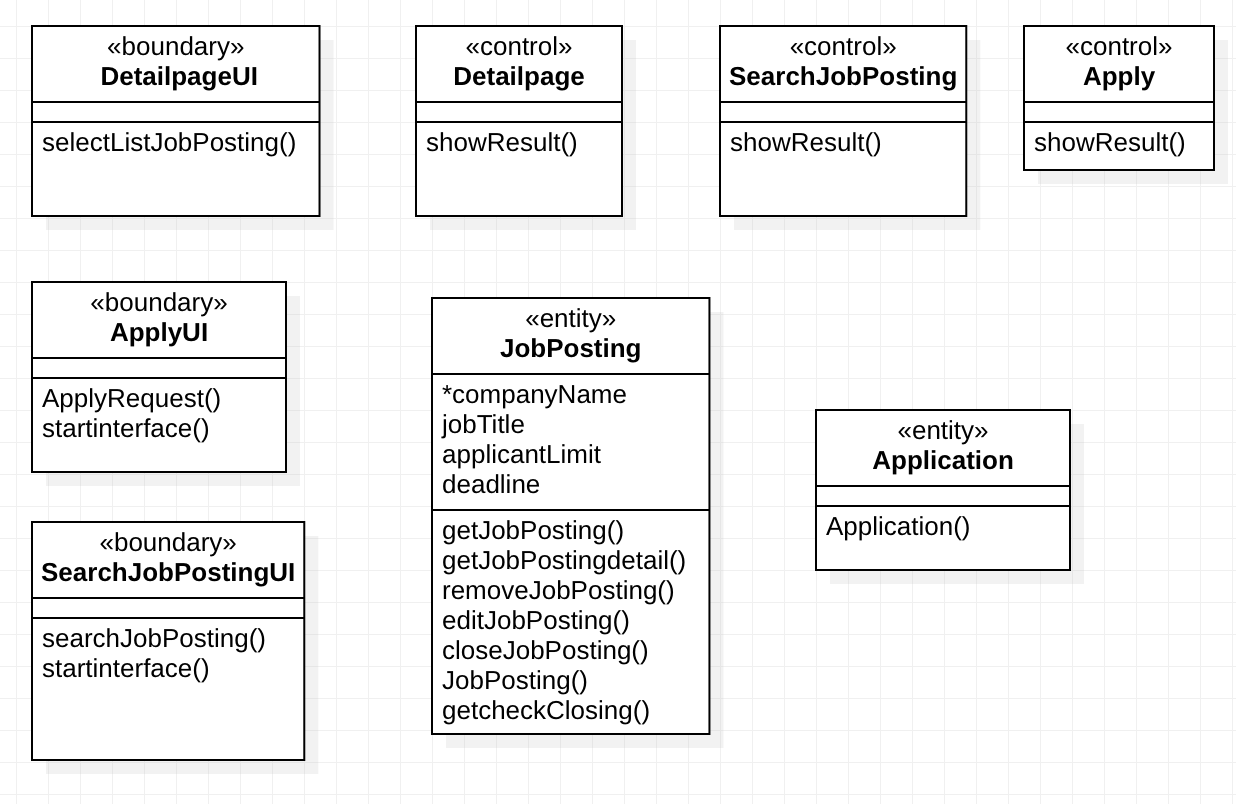 «boundary»
DetailpageUI
selectListJobPosting()
«control»
Detailpage
showResult()
«control»
SearchJobPosting
showResult()
«control»
Apply
showResult()
«boundary»
ApplyUI
ApplyRequest()
startinterface()
«entity»
JobPosting
*companyName
jobTitle
applicantLimit
deadline
getJobPosting()
getJobPostingdetail()
removeJobPosting()
editJobPosting()
closeJobPosting()
JobPosting()
getcheckClosing()
«entity»
Application
Application()
«boundary»
SearchJobPostingUI
searchJobPosting()
startinterface()